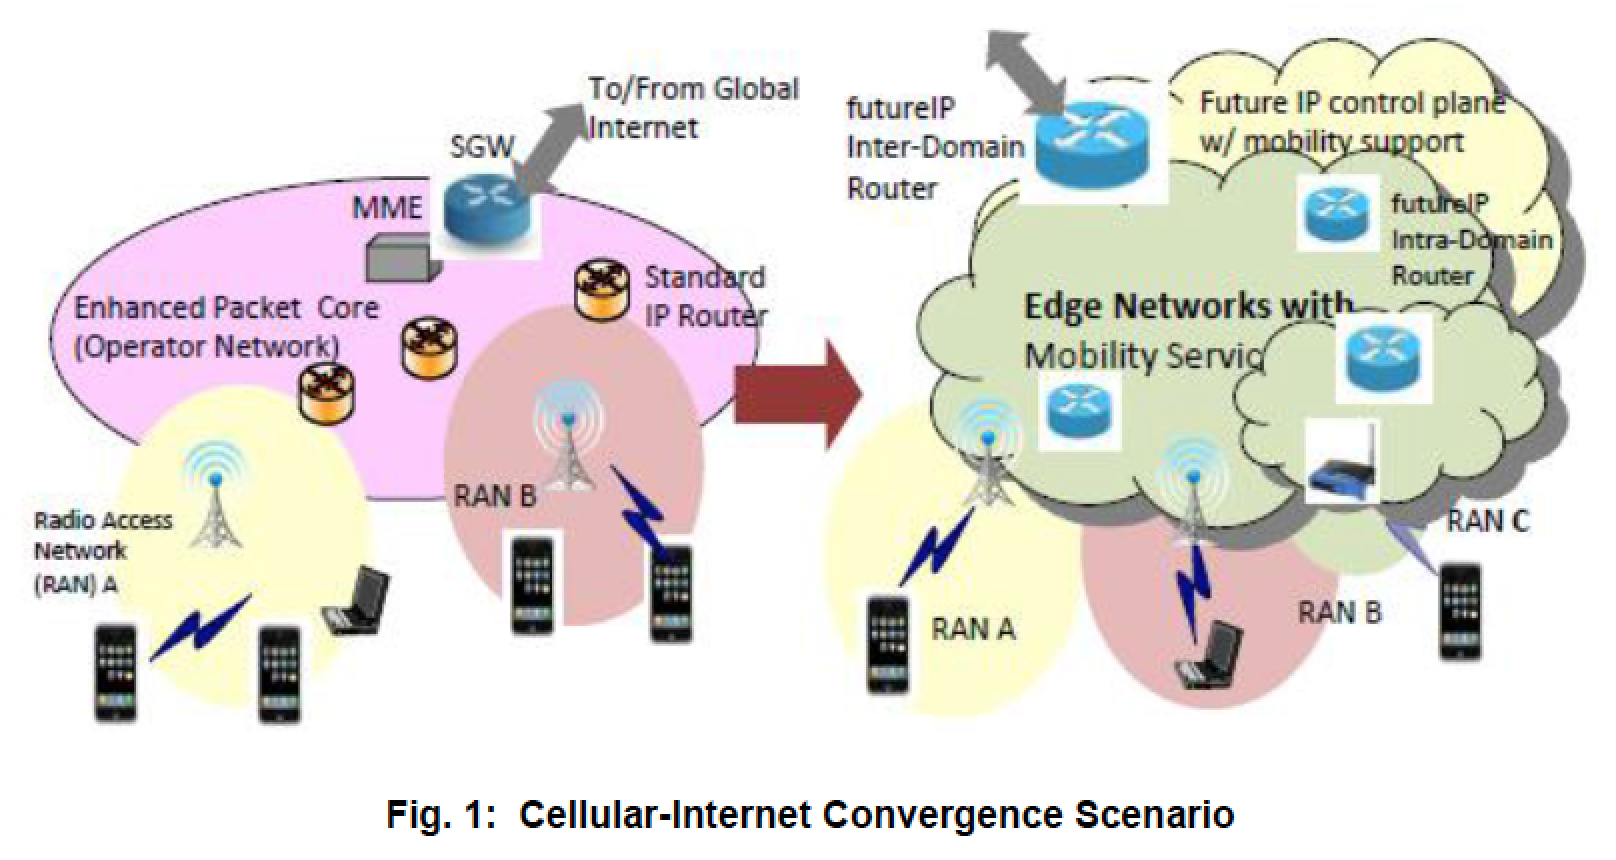 To/From Global
Internet
SGW
MME
Standard
IP Router
Enhanced Packet Core
(Operator Network)
RAN B
Radio Access
Network
(RAN) A
futureIP
Inter-Domain
Router
Future IP control plane
w/ mobility support
futureIP
Intra-Domain
Router
Edge Networks with
Mobility Servic
RAN C
RAN B
RAN A
Fig. 1: Cellular-Internet Convergence Scenario